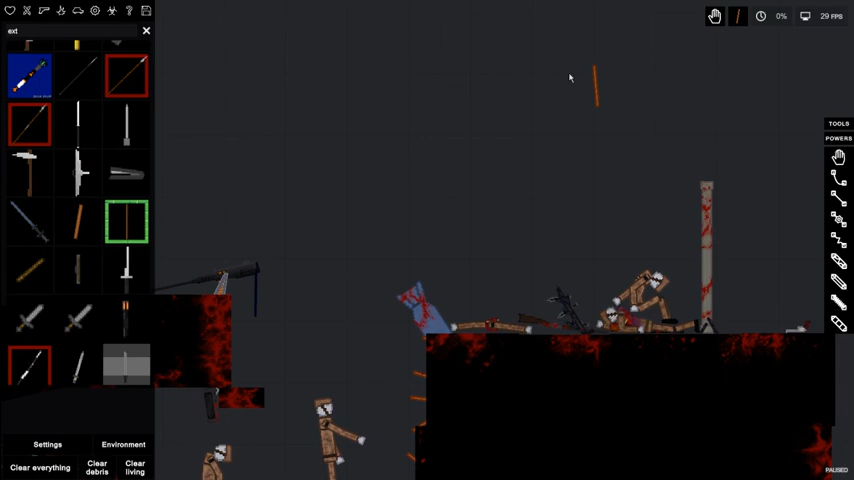 0%
29 FPS
ext
TOOLS
POWERS
Settings
Environment
Clear everything
Clear debris
Clear living
PAUSED